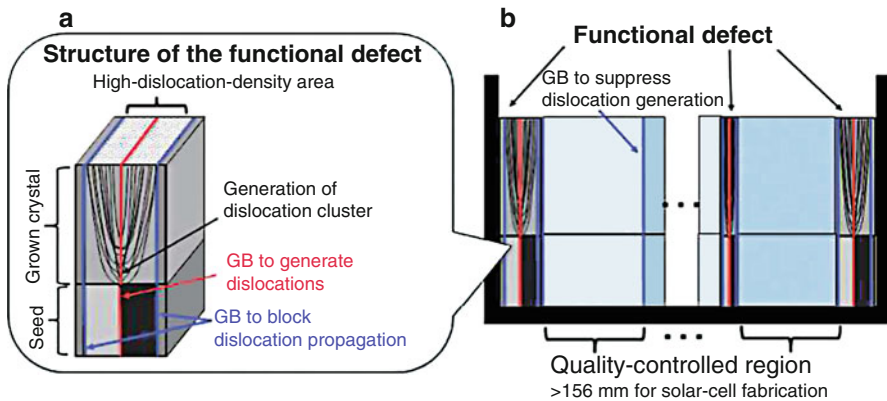 a
Structure of the functional defect
High-dislocation-density area
Grown crystal
Seed
Generation of
dislocation cluster
GB to generate
dislocations
GB to block
dislocation propagation
b
Functional defect
GB to suppress
dislocation generation
Quality-controlled region
>156 mm for solar-cell fabrication